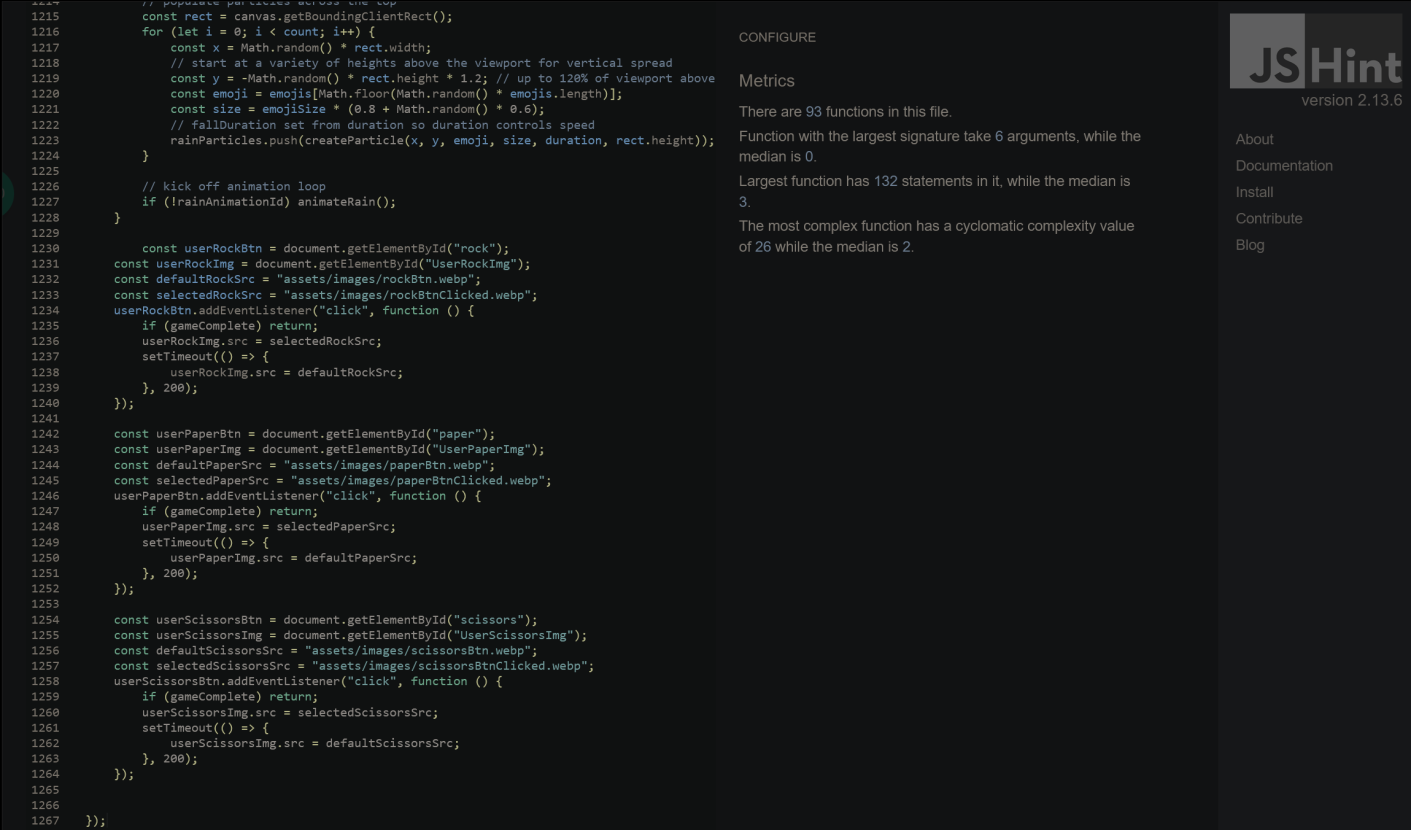 1214 // populate particles across the top
1215 const rect = canvas.getBoundingClientRect();
1216 for (let i = 0; i < count; i++) {
1217 const x = Math.random() * rect.width;
1218 // start at a variety of heights above the viewport for vertical spread
1219 const y = -Math.random() * rect.height * 1.2; // up to 120% of viewport above
1220 const emoji = emojis[Math.floor(Math.random() * emojis.length)];
1221 const size = emojiSize * (0.8 + Math.random() * 0.6);
1222 // fallDuration set from duration so duration controls speed
1223 rainParticles.push(createParticle(x, y, emoji, size, duration, rect.height));
1224 }
1225
1226 // kick off animation loop
1227 if (!rainAnimationId) animateRain();
1228 }
1229
1230 const userRockBtn = document.getElementById("rock");
1231 const userRockImg = document.getElementById("UserRockImg");
1232 const defaultRockSrc = "assets/images/rockBtn.webp";
1233 const selectedRockSrc = "assets/images/rockBtnClicked.webp";
1234 userRockBtn.addEventListener("click", function () {
1235 if (gameComplete) return;
1236 userRockImg.src = selectedRockSrc;
1237 setTimeout(() => {
1238 userRockImg.src = defaultRockSrc;
1239 }, 200);
1240 });
1241
1242 const userPaperBtn = document.getElementById("paper");
1243 const userPaperImg = document.getElementById("UserPaperImg");
1244 const defaultPaperSrc = "assets/images/paperBtn.webp";
1245 const selectedPaperSrc = "assets/images/paperBtnClicked.webp";
1246 userPaperBtn.addEventListener("click", function () {
1247 if (gameComplete) return;
1248 userPaperImg.src = selectedPaperSrc;
1249 setTimeout(() => {
1250 userPaperImg.src = defaultPaperSrc;
1251 }, 200);
1252 });
1253
1254 const userScissorsBtn = document.getElementById("scissors");
1255 const userScissorsImg = document.getElementById("UserScissorsImg");
1256 const defaultScissorsSrc = "assets/images/scissorsBtn.webp";
1257 const selectedScissorsSrc = "assets/images/scissorsBtnClicked.webp";
1258 userScissorsBtn.addEventListener("click", function () {
1259 if (gameComplete) return;
1260 userScissorsImg.src = selectedScissorsSrc;
1261 setTimeout(() => {
1262 userScissorsImg.src = defaultScissorsSrc;
1263 }, 200);
1264 });
1265
1266
1267 });
CONFIGURE
Metrics
There are 93 functions in this file.
Function with the largest signature take 6 arguments, while the
median is 0.
Largest function has 132 statements in it, while the median is
3.
The most complex function has a cyclomatic complexity value
of 26 while the median is 2.
JSHint
version 2.13.6
About
Documentation
Install
Contribute
Blog